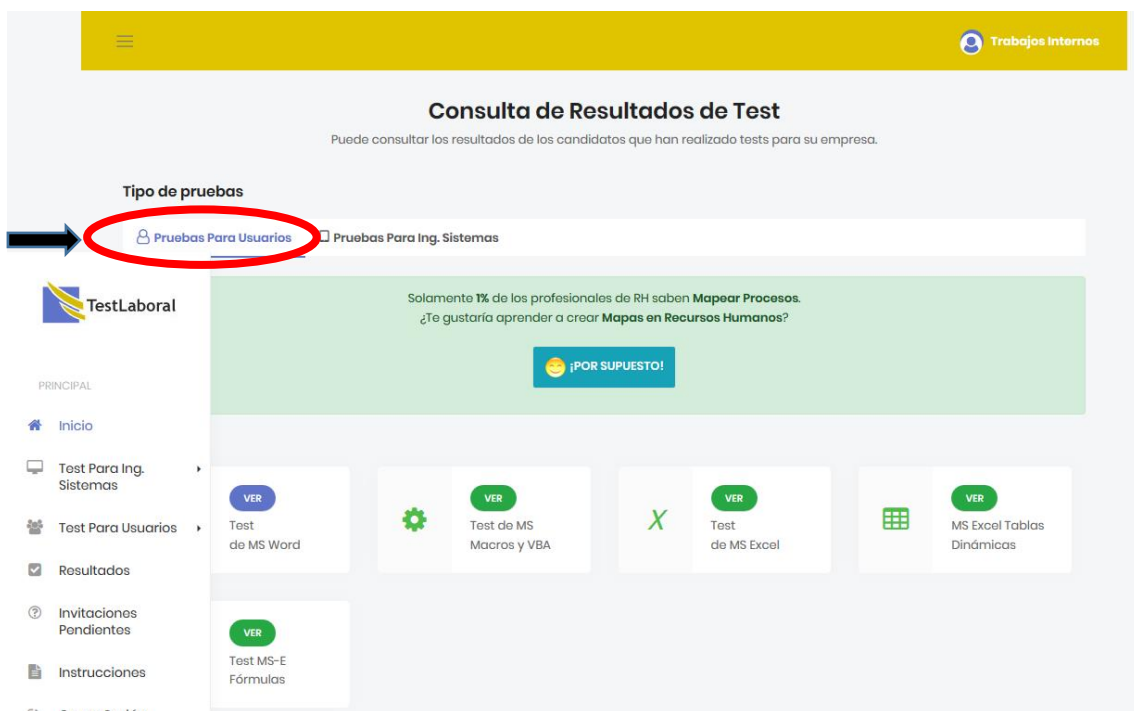 Trabajos Internos
Consulta de Resultados de Test
Puede consultar los resultados de los candidatos que han realizado tests para su empresa.
Tipo de pruebas
Pruebas Para Usuarios
Pruebas Para Ing. Sistemas
TestLaboral
Solamente 1% de los profesionales de RH saben Mapear Procesos.
¿Te gustaría aprender a crear Mapas en Recursos Humanos?
¡POR SUPUESTO!
PRINCIPAL
Inicio
Test Para Ing.
Sistemas
Test Para Usuarios
Resultados
Invitaciones
Pendientes
Instrucciones
VER
Test
de MS Word
VER
Test de MS
Macros y VBA
X
VER
Test
de MS Excel
VER
MS Excel Tablas
Dinámicas
VER
Test MS-E
Fórmulas